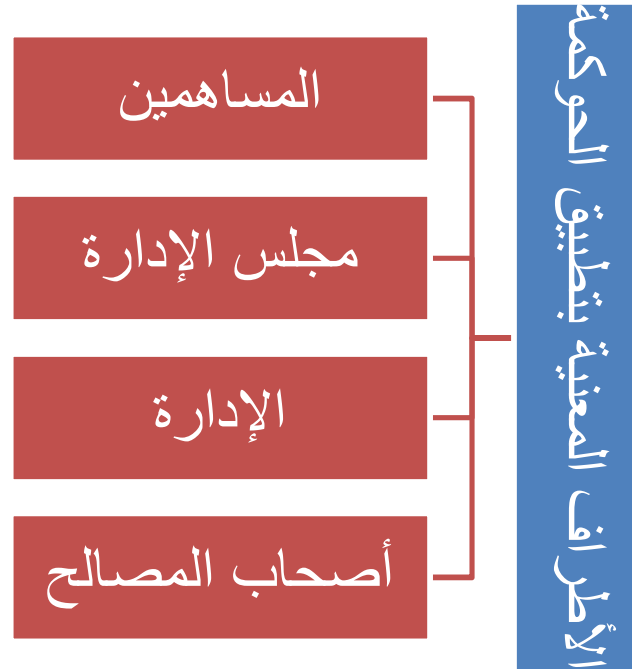 الأطراف المعنية بتطبيق الحوكمة
المساهمين
مجلس الإدارة
الإدارة
أصحاب المصالح